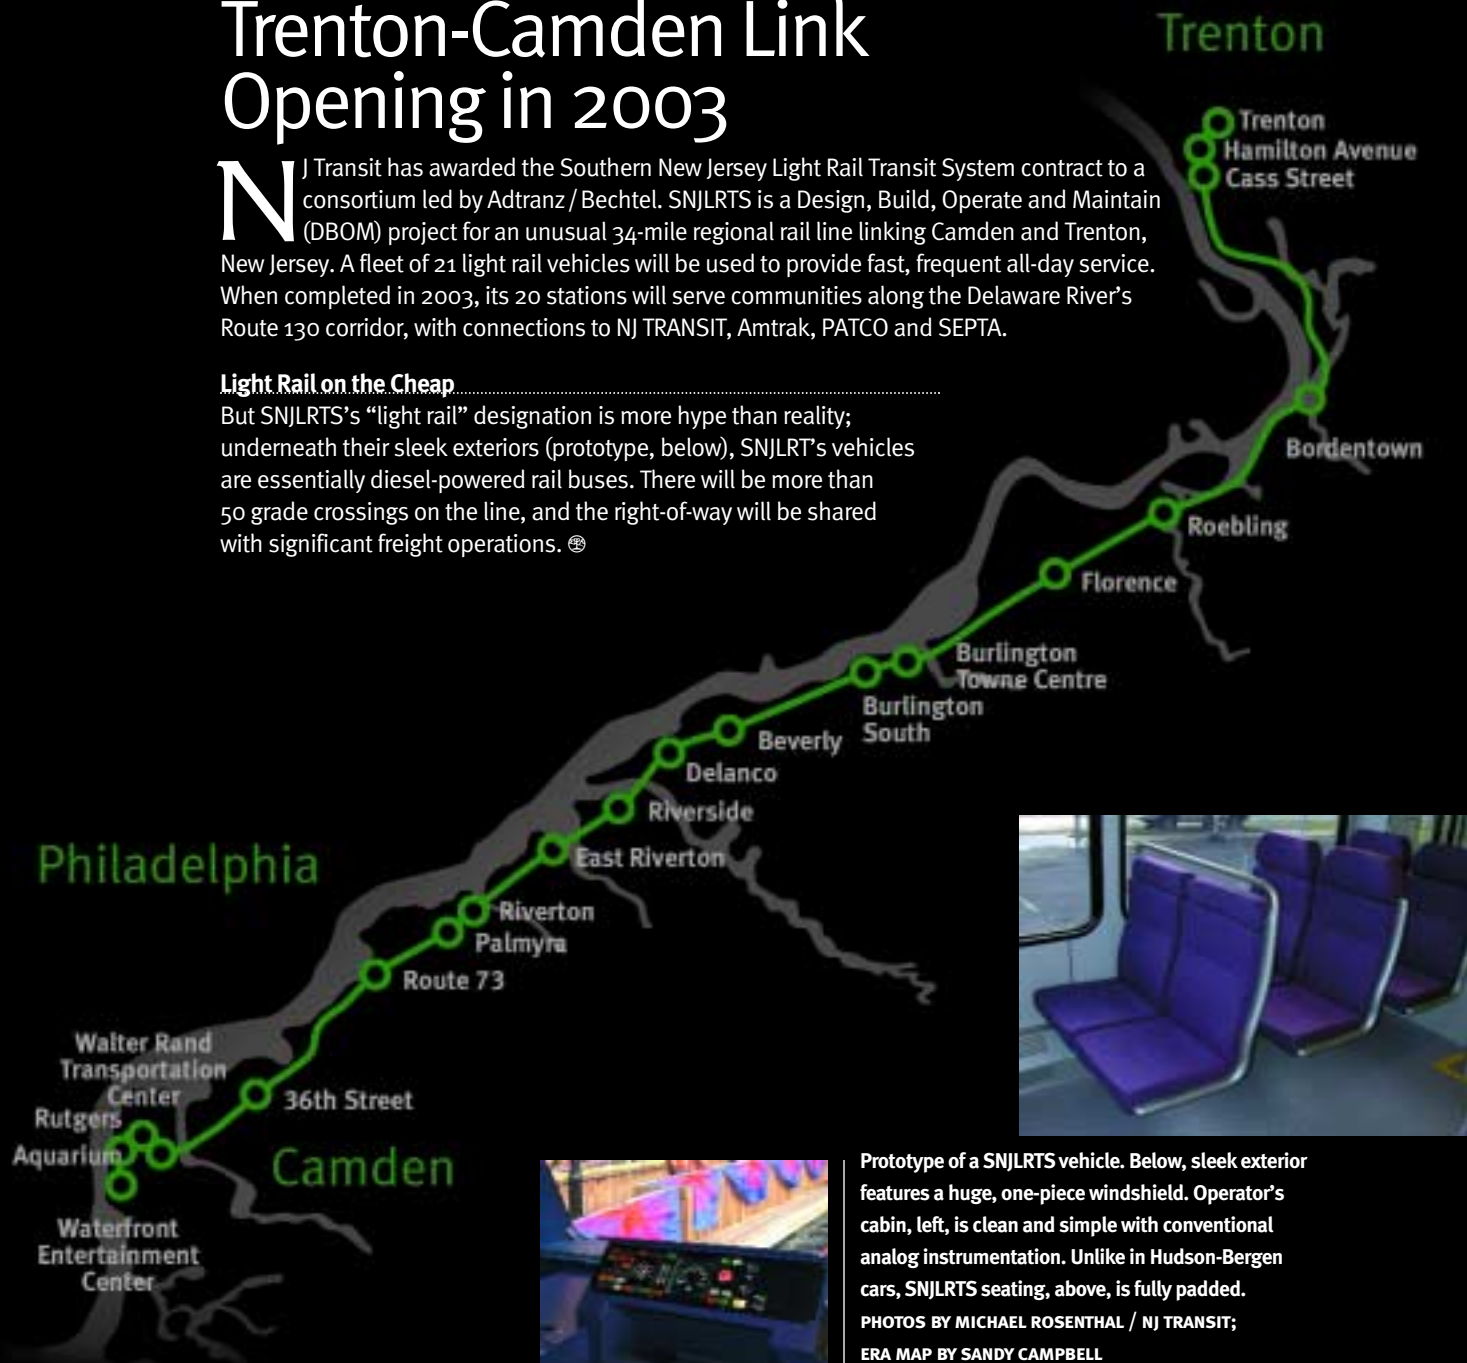 Trenton-Camden Link
Opening in 2003
NJ Transit has awarded the Southern New Jersey Light Rail Transit System contract to a
consortium led by Adtranz / Bechtel. SNJLRTS is a Design, Build, Operate and Maintain
(DBOM) project for an unusual 34-mile regional rail line linking Camden and Trenton,
New Jersey. A fleet of 21 light rail vehicles will be used to provide fast, frequent all-day service.
When completed in 2003, its 20 stations will serve communities along the Delaware River’s
Route 130 corridor, with connections to NJ TRANSIT, Amtrak, PATCO and SEPTA.
Light Rail on the Cheap
But SNJLRTS’s “light rail” designation is more hype than reality;
underneath their sleek exteriors (prototype, below), SNJLRT’s vehicles
are essentially diesel-powered rail buses. There will be more than
50 grade crossings on the line, and the right-of-way will be shared
with significant freight operations.
Trenton
Trenton
Hamilton Avenue
Cass Street
Bordentown
Roebling
Florence
Burlington
Towne Centre
Burlington
South
Beverly
Delanco
Riverside
East Riverton
Philadelphia
Riverton
Palmyra
Route 73
36th Street
Walter Rand
Transportation
Center
Rutgers
Aquarium
Camden
Waterfront
Entertainment
Center
Prototype of a SNJLRTS vehicle. Below, sleek exterior
features a huge, one-piece windshield. Operator’s
cabin, left, is clean and simple with conventional
analog instrumentation. Unlike in Hudson-Bergen
cars, SNJLRTS seating, above, is fully padded.
PHOTOS BY MICHAEL ROSENTHAL / NJ TRANSIT;
ERA MAP BY SANDY CAMPBELL